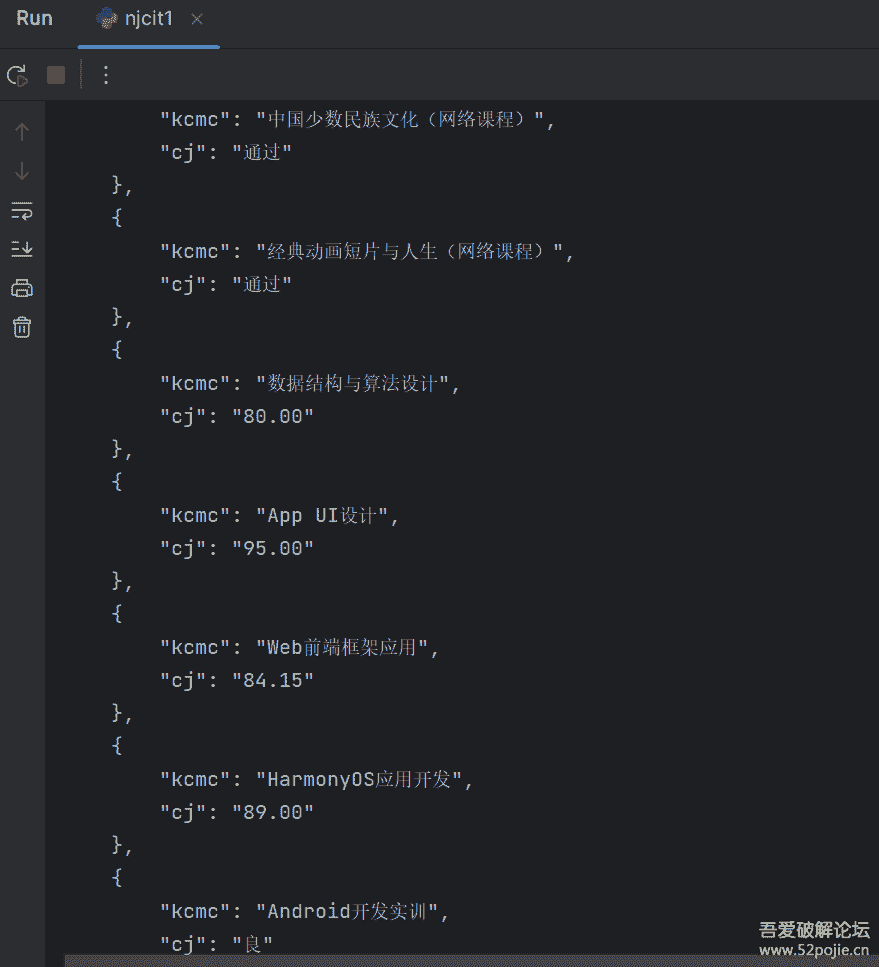 Run
njcit1
"kcmc": "中国少数民族文化（网络课程）",
"cj": "通过"
},
{
"kcmc": "经典动画短片与人生（网络课程）",
"cj": "通过"
},
{
"kcmc": "数据结构与算法设计",
"cj": "80.00"
},
{
"kcmc": "App UI设计",
"cj": "95.00"
},
{
"kcmc": "Web前端框架应用",
"cj": "84.15"
},
{
"kcmc": "HarmonyOS应用开发",
"cj": "89.00"
},
{
"kcmc": "Android开发实训",
"cj": "良"
吾爱破解论坛
www.52pojie.cn